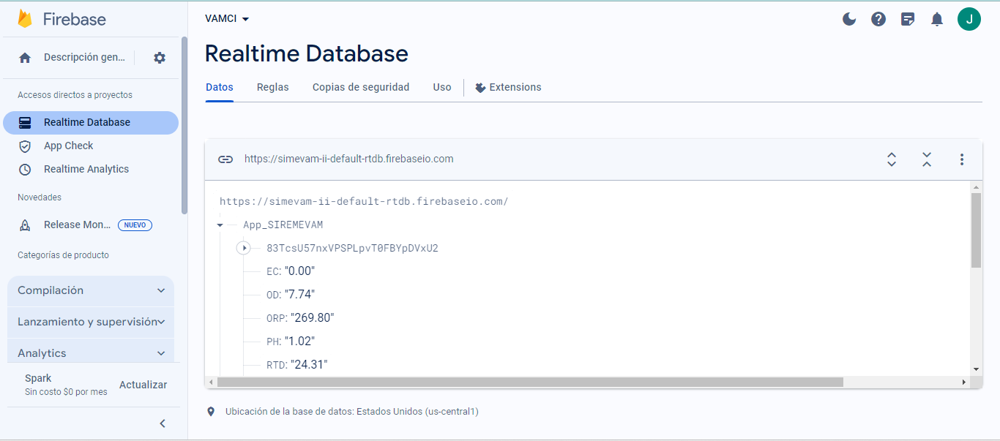 Firebase
VAMCI
J
Realtime Database
Descripción gen...
Datos
Reglas
Copias de seguridad
Uso
Extensions
Accesos directos a proyectos
Realtime Database
App Check
Realtime Analytics
Novedades
Release Mon... NUEVO
Categorías de producto
Compilación
Lanzamiento y supervisión
Analytics
Spark
Sin costo $0 por mes
Actualizar
https://simevam-ii-default-rtdb.firebaseio.com
https://simevam-ii-default-rtdb.firebaseio.com/
App_SIREMEVAM
83TcsU57nxVPSPLpvT0FBYpDVxU2
EC: "0.00"
OD: "7.74"
ORP: "269.80"
PH: "1.02"
RTD: "24.31"
Ubicación de la base de datos: Estados Unidos (us-central1)